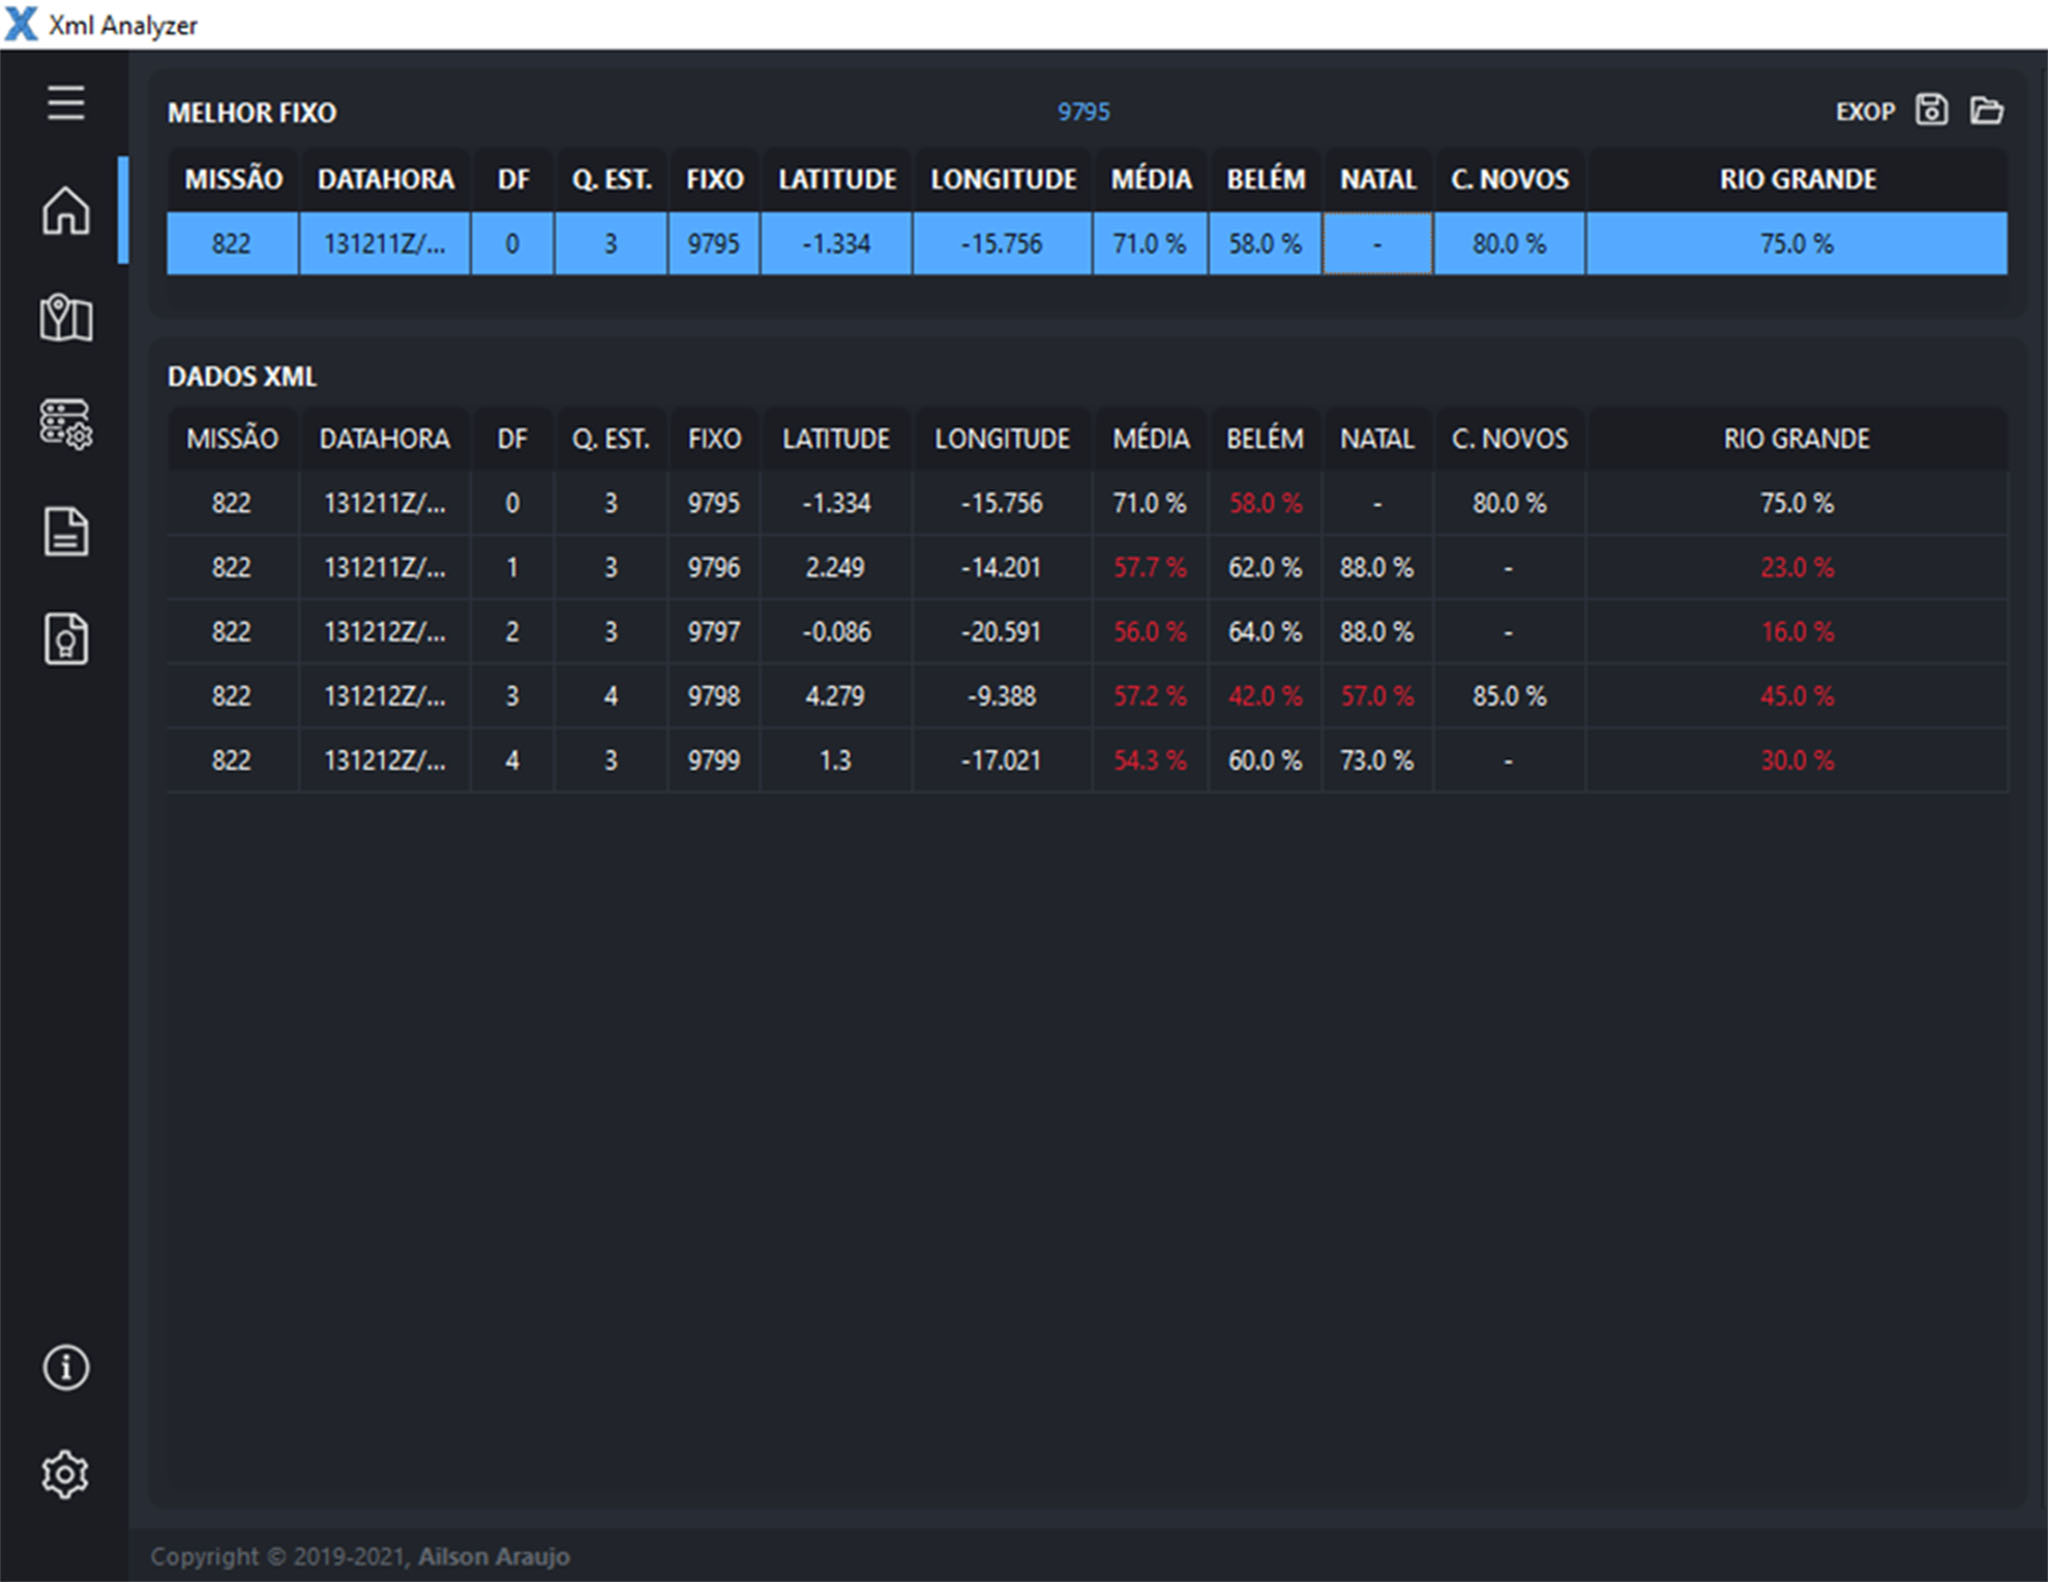 Xml Analyzer
MELHOR FIXO 9795 EXOP
MISSÃO DATAHORA DF Q. EST. FIXO LATITUDE LONGITUDE MÉDIA BELÉM NATAL C. NOVOS RIO GRANDE
822 131211Z/... 0 3 9795 -1.334 -15.756 71.0 % 58.0 % - 80.0 % 75.0 %
DADOS XML
MISSÃO DATAHORA DF Q. EST. FIXO LATITUDE LONGITUDE MÉDIA BELÉM NATAL C. NOVOS RIO GRANDE
822 131211Z/... 0 3 9795 -1.334 -15.756 71.0 % 58.0 % - 80.0 % 75.0 %
822 131211Z/... 1 3 9796 2.249 -14.201 57.7 % 62.0 % 88.0 % - 23.0 %
822 131212Z/... 2 3 9797 -0.086 -20.591 56.0 % 64.0 % 88.0 % - 16.0 %
822 131212Z/... 3 4 9798 4.279 -9.388 57.2 % 42.0 % 57.0 % 85.0 % 45.0 %
822 131212Z/... 4 3 9799 1.3 -17.021 54.3 % 60.0 % 73.0 % - 30.0 %
Copyright © 2019-2021, Ailson Araujo